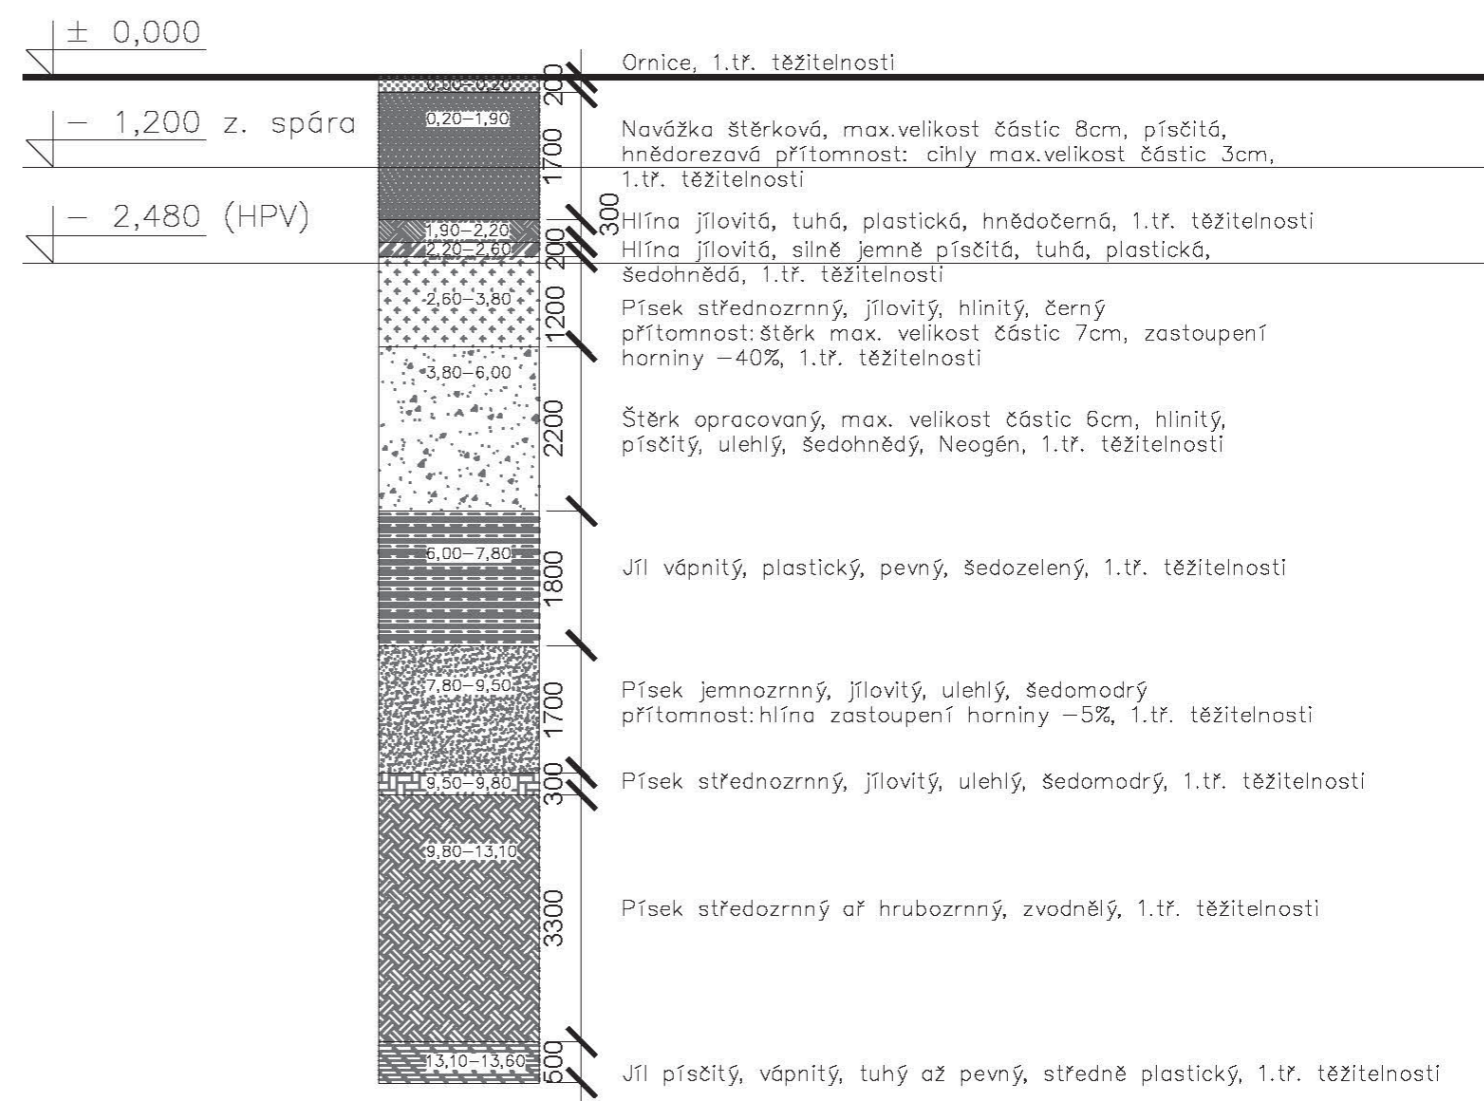 ± 0,000
Ornice, 1.tř. těžitelnosti
0,00–0,20
200
– 1,200 z. spára
0,20–1,90
1700
Navážka štěrková, max.velikost částic 8cm, písčitá,
hnědorezavá přítomnost: cihly max.velikost částic 3cm,
1.tř. těžitelnosti
– 2,480 (HPV)
1,90–2,20
300
Hlína jílovitá, tuhá, plastická, hnědočerná, 1.tř. těžitelnosti
2,20–2,60
200
Hlína jílovitá, silně jemně písčitá, tuhá, plastická,
šedohnědá, 1.tř. těžitelnosti
2,60–3,80
1200
Písek střednozrnný, jílovitý, hlinitý, černý
přítomnost: štěrk max. velikost částic 7cm, zastoupení
horniny –40%, 1.tř. těžitelnosti
3,80–6,00
2200
Štěrk opracovaný, max. velikost částic 6cm, hlinitý,
písčitý, ulehlý, šedohnědý, Neogén, 1.tř. těžitelnosti
6,00–7,80
1800
Jíl vápnitý, plastický, pevný, šedozelený, 1.tř. těžitelnosti
7,80–9,50
1700
Písek jemnozrnný, jílovitý, ulehlý, šedomodrý
přítomnost: hlína zastoupení horniny –5%, 1.tř. těžitelnosti
9,50–9,80
300
Písek střednozrnný, jílovitý, ulehlý, šedomodrý, 1.tř. těžitelnosti
9,80–13,10
3300
Písek středozrnný ař hrubozrnný, zvodnělý, 1.tř. těžitelnosti
13,10–13,60
500
Jíl písčitý, vápnitý, tuhý až pevný, středně plastický, 1.tř. těžitelnosti